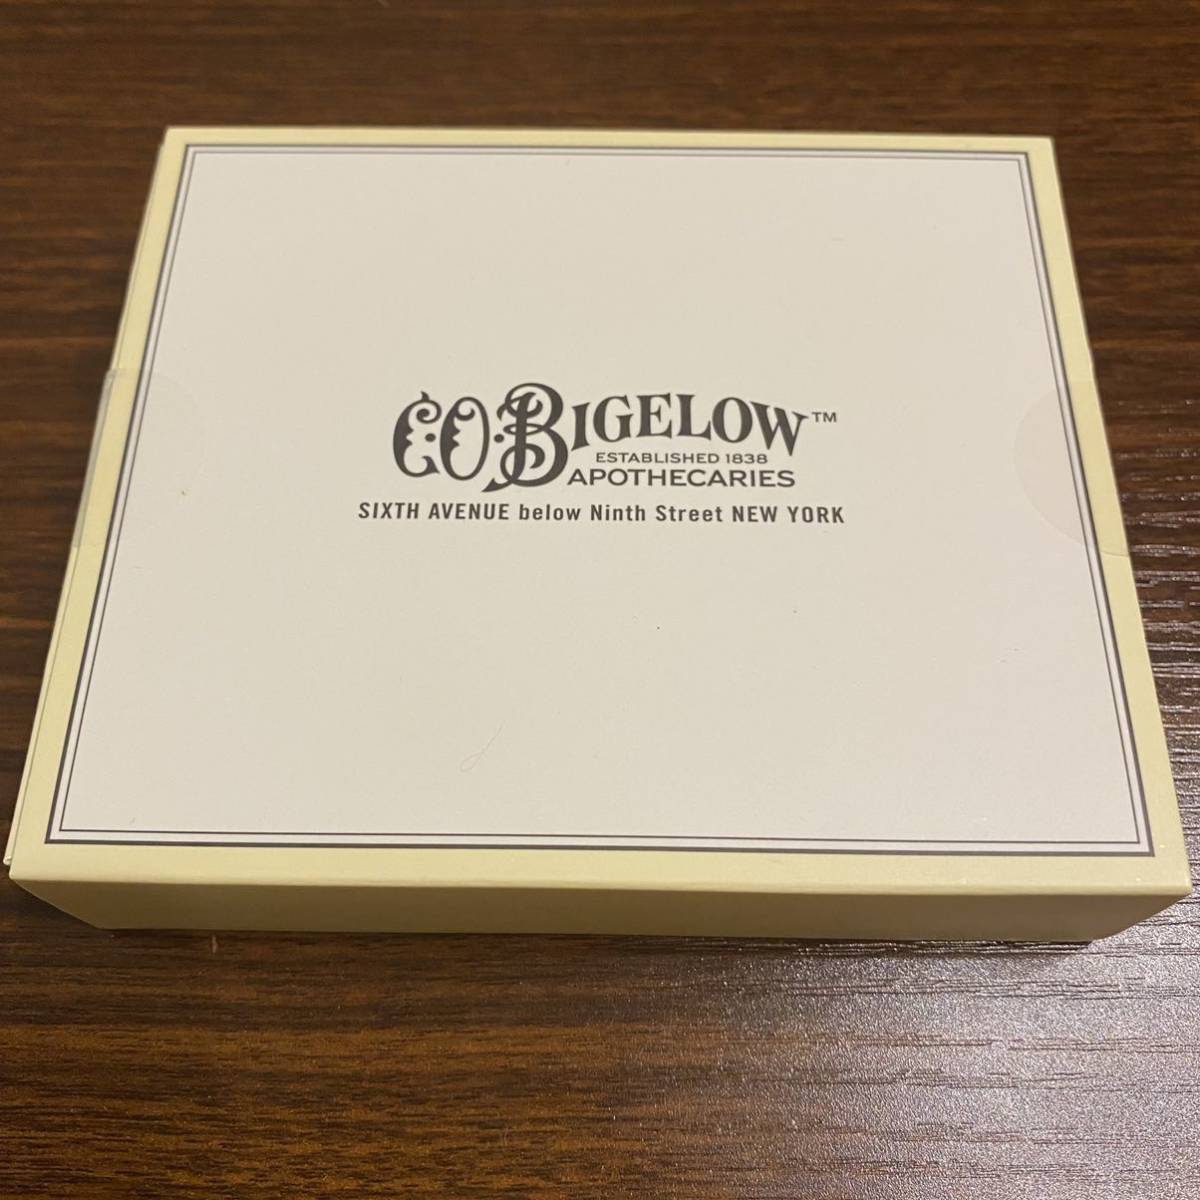 C.O. BIGELOW™
ESTABLISHED 1838
APOTHECARIES
SIXTH AVENUE below Ninth Street NEW YORK